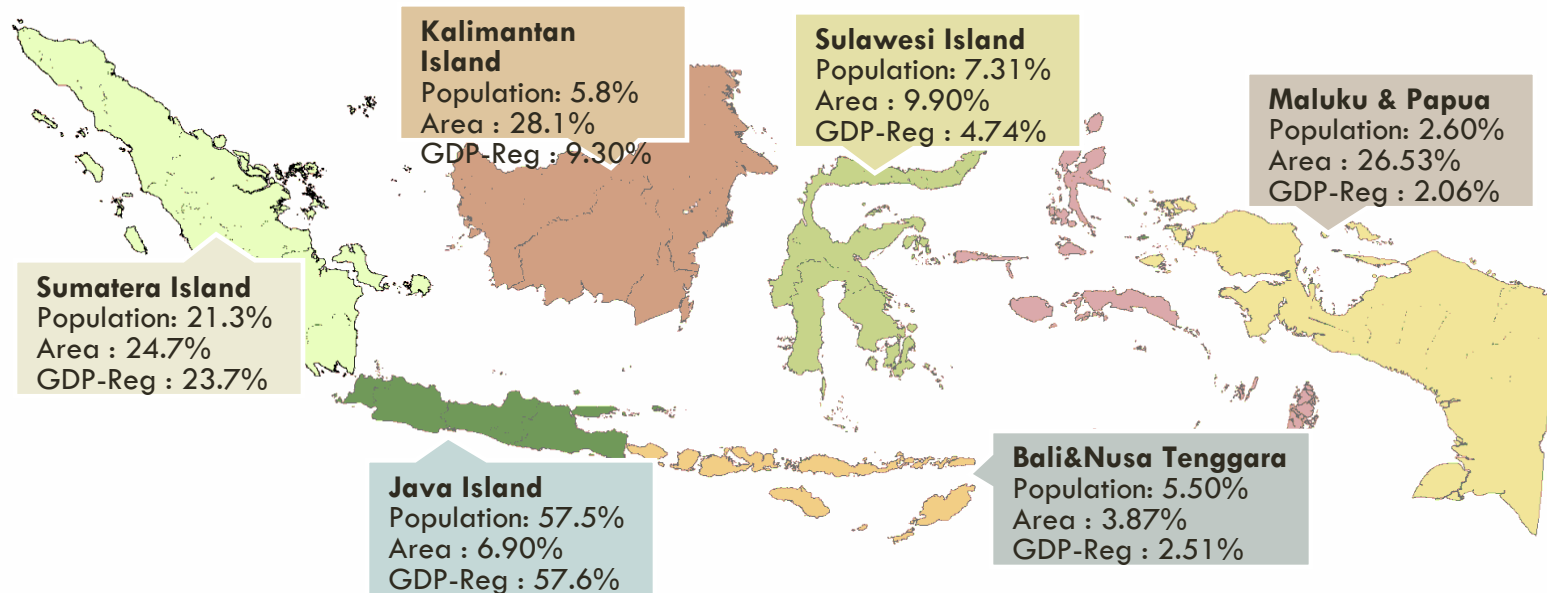 Kalimantan
Island
Population: 5.8%
Area : 28.1%
GDP-Reg : 9.30%
Sulawesi Island
Population: 7.31%
Area : 9.90%
GDP-Reg : 4.74%
Maluku & Papua
Population: 2.60%
Area : 26.53%
GDP-Reg : 2.06%
Sumatera Island
Population: 21.3%
Area : 24.7%
GDP-Reg : 23.7%
Java Island
Population: 57.5%
Area : 6.90%
GDP-Reg : 57.6%
Bali&Nusa Tenggara
Population: 5.50%
Area : 3.87%
GDP-Reg : 2.51%